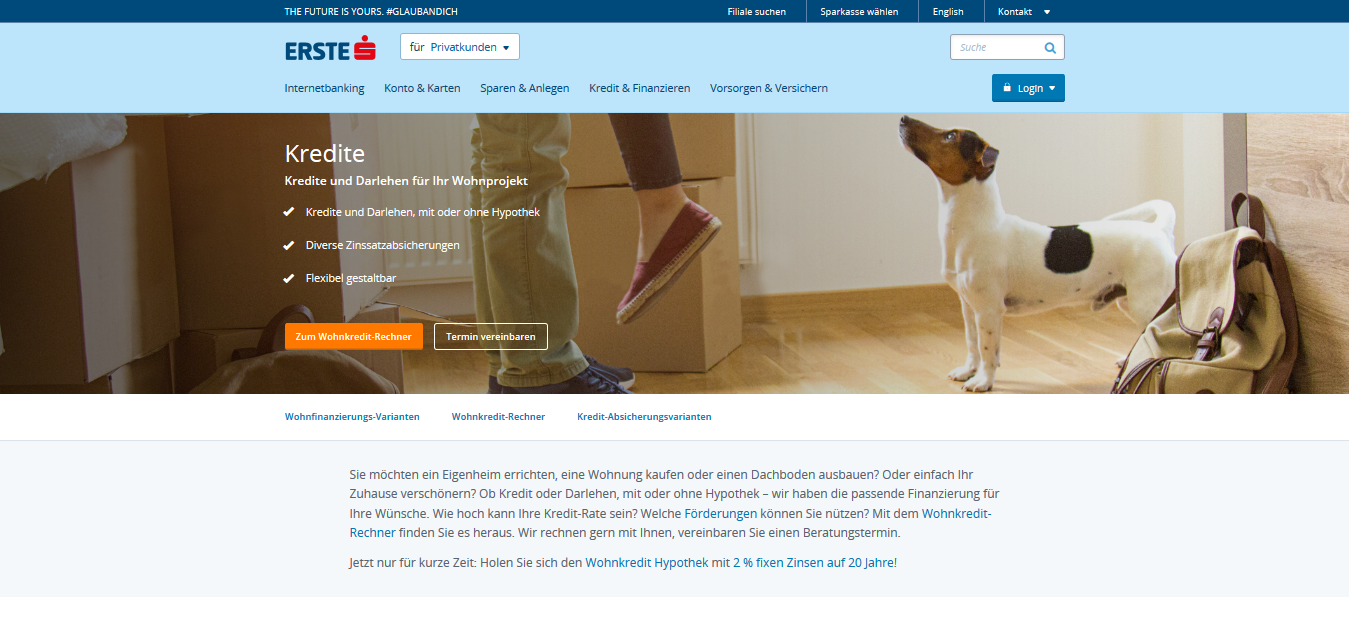 THE FUTURE IS YOURS. #GLAUBANDICH
Filiale suchen
Sparkasse wählen
English
Kontakt
ERSTE
für Privatkunden
Suche
Internetbanking
Konto & Karten
Sparen & Anlegen
Kredit & Finanzieren
Vorsorgen & Versichern
Login
Kredite
Kredite und Darlehen für Ihr Wohnprojekt
Kredite und Darlehen, mit oder ohne Hypothek
Diverse Zinssatzabsicherungen
Flexibel gestaltbar
Zum Wohnkredit-Rechner
Termin vereinbaren
Wohnfinanzierungs-Varianten
Wohnkredit-Rechner
Kredit-Absicherungsvarianten
Sie möchten ein Eigenheim errichten, eine Wohnung kaufen oder einen Dachboden ausbauen? Oder einfach Ihr
Zuhause verschönern? Ob Kredit oder Darlehen, mit oder ohne Hypothek – wir haben die passende Finanzierung für
Ihre Wünsche. Wie hoch kann Ihre Kredit-Rate sein? Welche Förderungen können Sie nützen? Mit dem Wohnkredit-
Rechner finden Sie es heraus. Wir rechnen gern mit Ihnen, vereinbaren Sie einen Beratungstermin.
Jetzt nur für kurze Zeit: Holen Sie sich den Wohnkredit Hypothek mit 2 % fixen Zinsen auf 20 Jahre!